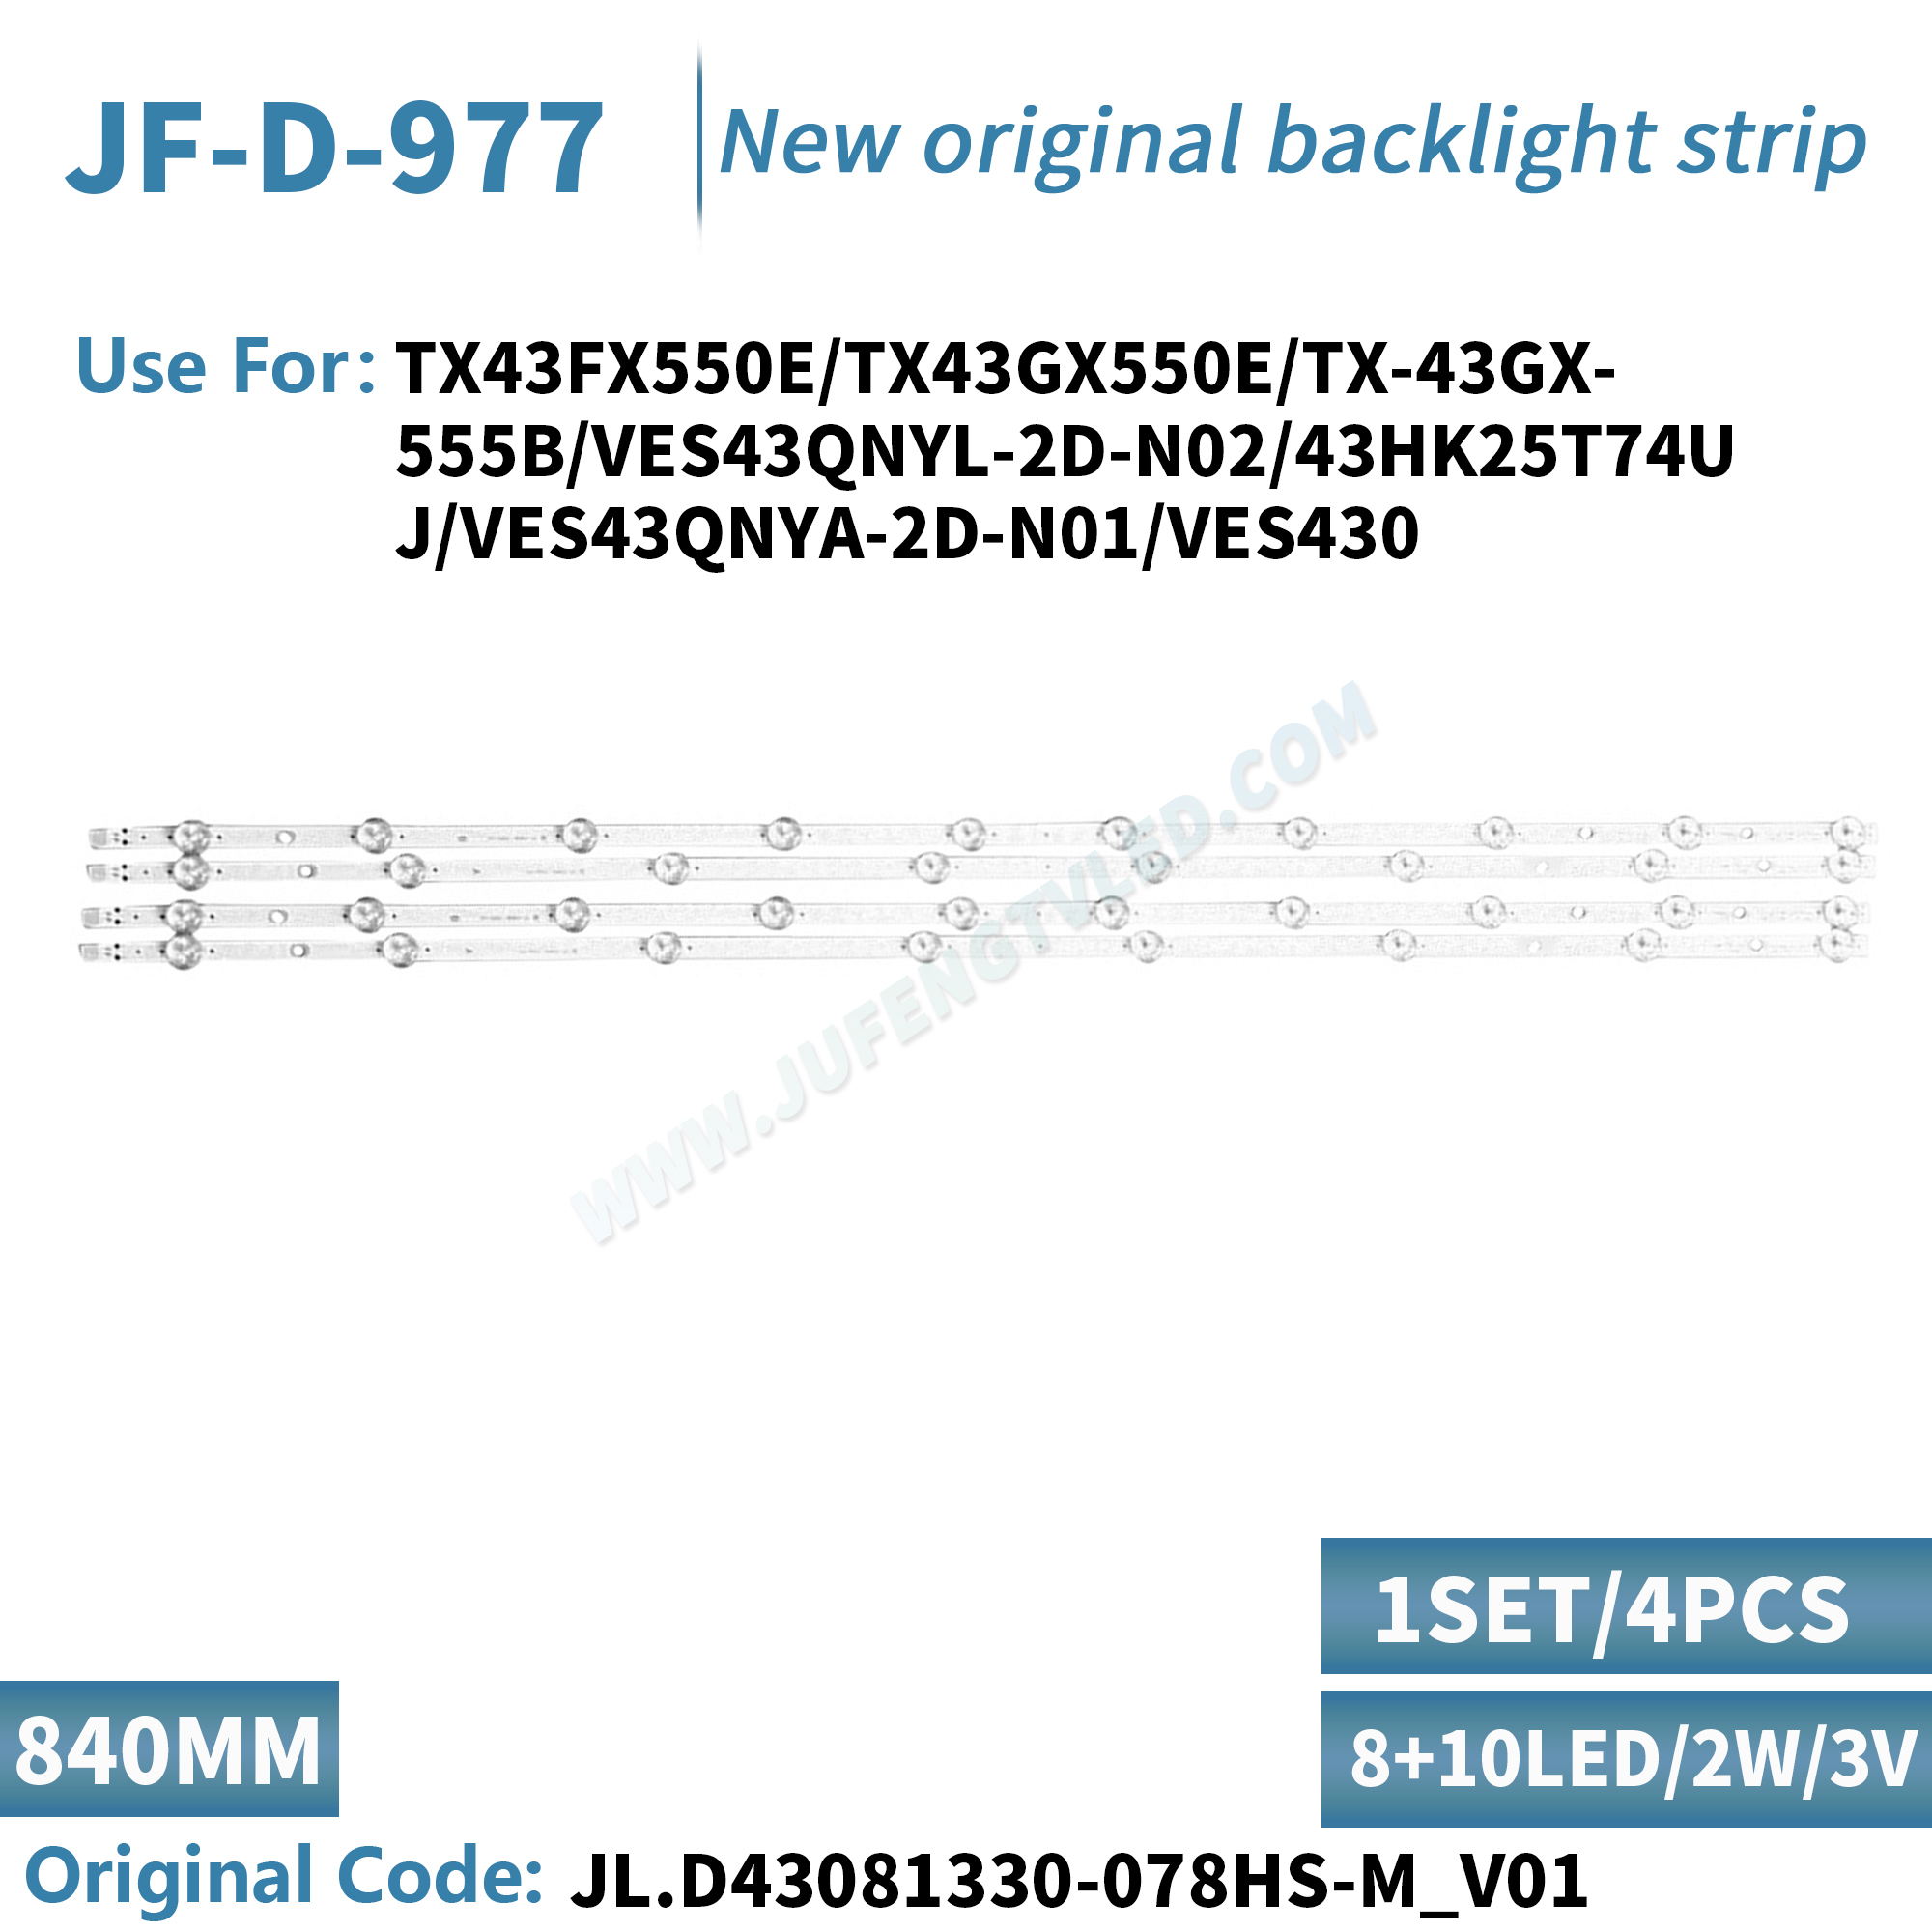 JF-D-977
New original backlight strip
Use For: TX43FX550E/TX43GX550E/TX-43GX-
555B/VES43QNYL-2D-N02/43HK25T74U
J/VES43QNYA-2D-N01/VES430
WWW.JUFENGTVLED.COM
1SET/4PCS
840MM
8+10LED/2W/3V
Original Code: JL.D43081330-078HS-M_V01